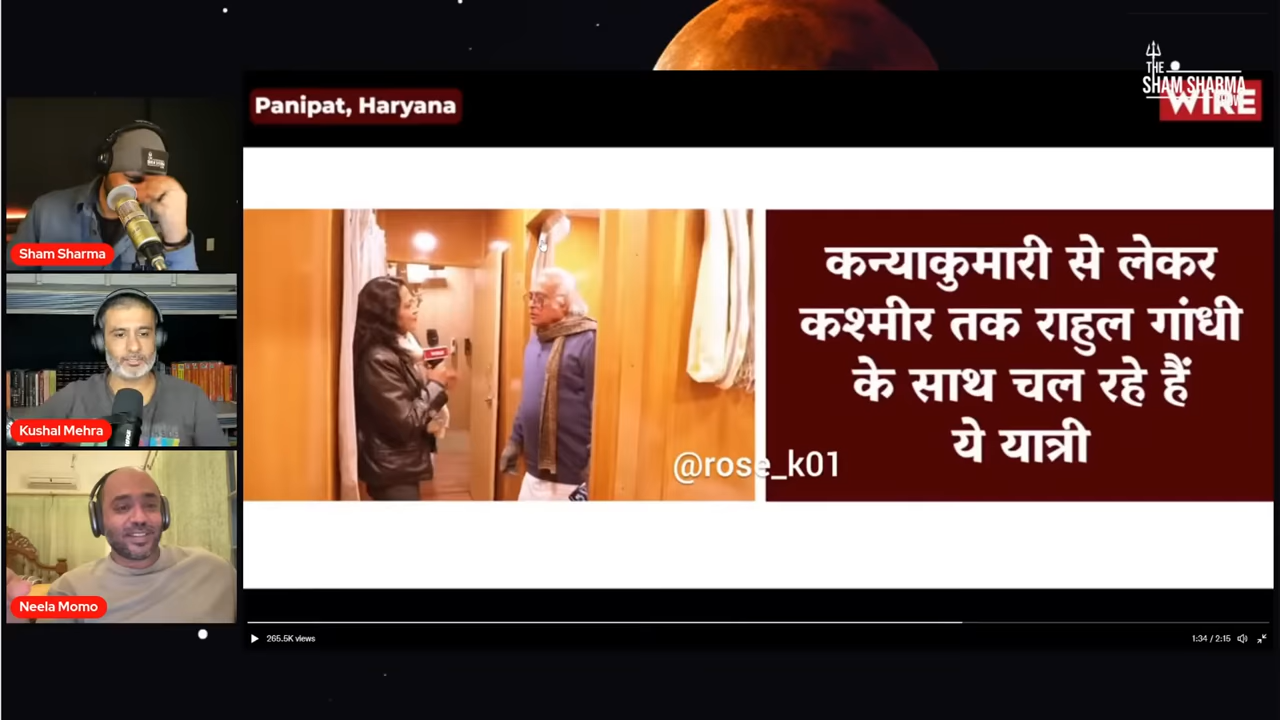 Panipat, Haryana
THE
SHAM SHARMA
WIRE
कन्याकुमारी से लेकर
कश्मीर तक राहुल गांधी
के साथ चल रहे हैं
ये यात्री
@rose_k01
Sham Sharma
Kushal Mehra
Neela Momo
265.5K views
1:34 / 2:15